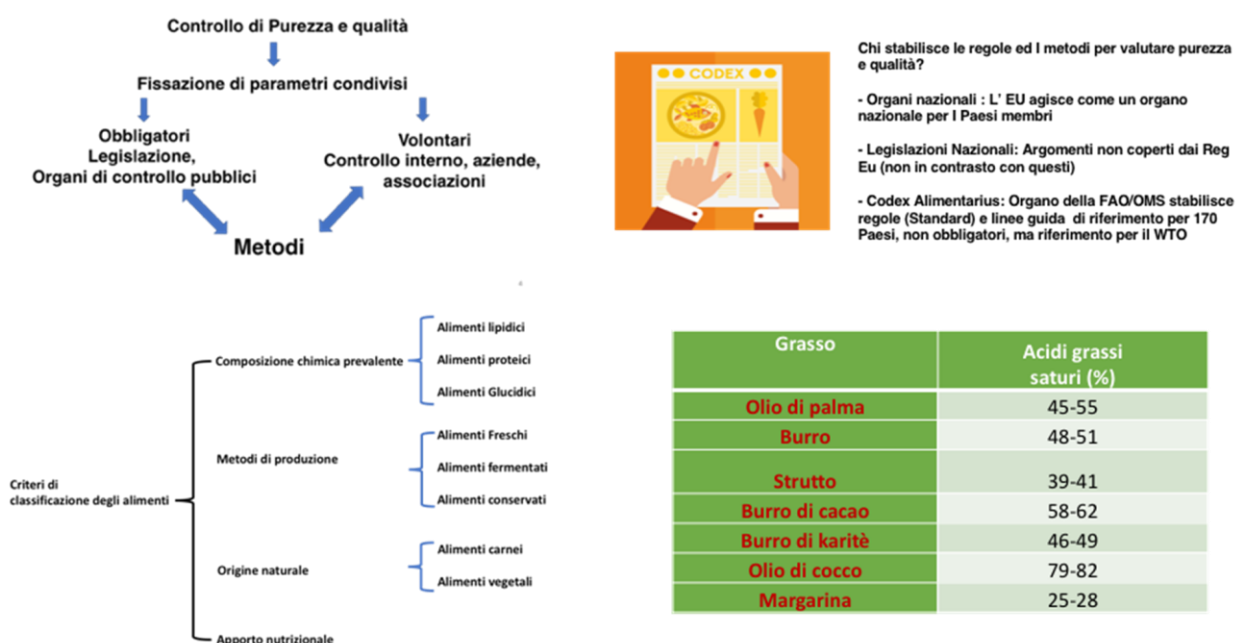 Controllo di Purezza e qualità
Fissazione di parametri condivisi
Obbligatori
Legislazione,
Organi di controllo pubblici
Volontari
Controllo interno, aziende,
associazioni
Metodi
CODEX
Chi stabilisce le regole ed I metodi per valutare purezza
e qualità?
- Organi nazionali : L' EU agisce come un organo
nazionale per I Paesi membri
- Legislazioni Nazionali: Argomenti non coperti dai Reg
Eu (non in contrasto con questi)
- Codex Alimentarius: Organo della FAO/OMS stabilisce
regole (Standard) e linee guida di riferimento per 170
Paesi, non obbligatori, ma riferimento per il WTO
Criteri di
classificazione degli alimenti
Composizione chimica prevalente
Alimenti lipidici
Alimenti proteici
Alimenti Glucidici
Metodi di produzione
Alimenti Freschi
Alimenti fermentati
Alimenti conservati
Origine naturale
Alimenti carnei
Alimenti vegetali
Apporto nutrizionale
Grasso
Acidi grassi
saturi (%)
Olio di palma 45-55
Burro 48-51
Strutto 39-41
Burro di cacao 58-62
Burro di karitè 46-49
Olio di cocco 79-82
Margarina 25-28